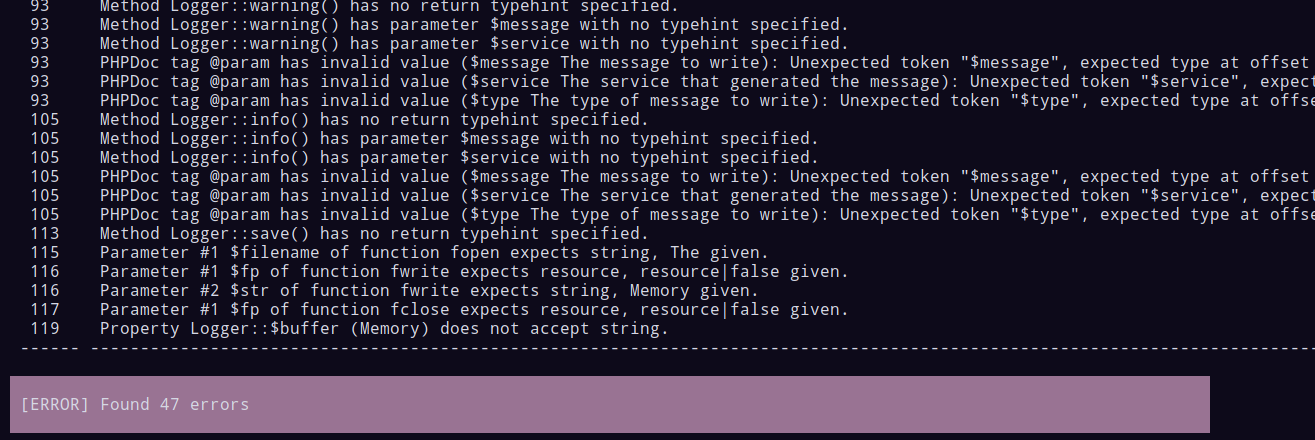 93 Method Logger::warning() has no return typehint specified.
93 Method Logger::warning() has parameter $message with no typehint specified.
93 Method Logger::warning() has parameter $service with no typehint specified.
93 PHPDoc tag @param has invalid value ($message The message to write): Unexpected token "$message", expected type at offset
93 PHPDoc tag @param has invalid value ($service The service that generated the message): Unexpected token "$service", expect
93 PHPDoc tag @param has invalid value ($type The type of message to write): Unexpected token "$type", expected type at offse
105 Method Logger::info() has no return typehint specified.
105 Method Logger::info() has parameter $message with no typehint specified.
105 Method Logger::info() has parameter $service with no typehint specified.
105 PHPDoc tag @param has invalid value ($message The message to write): Unexpected token "$message", expected type at offset
105 PHPDoc tag @param has invalid value ($service The service that generated the message): Unexpected token "$service", expect
105 PHPDoc tag @param has invalid value ($type The type of message to write): Unexpected token "$type", expected type at offse
113 Method Logger::save() has no return typehint specified.
115 Parameter #1 $filename of function fopen expects string, The given.
116 Parameter #1 $fp of function fwrite expects resource, resource|false given.
116 Parameter #2 $str of function fwrite expects string, Memory given.
117 Parameter #1 $fp of function fclose expects resource, resource|false given.
119 Property Logger::$buffer (Memory) does not accept string.
[ERROR] Found 47 errors